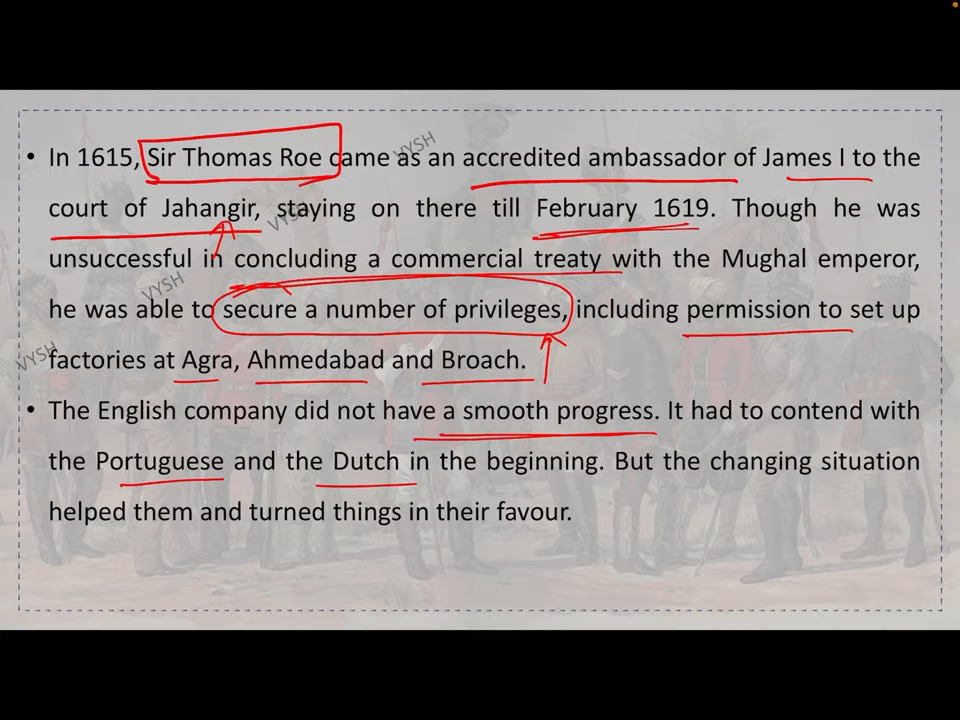 • In 1615, Sir Thomas Roe came as an accredited ambassador of James I to the
court of Jahangir, staying on there till February 1619. Though he was
unsuccessful in concluding a commercial treaty with the Mughal emperor,
he was able to secure a number of privileges, including permission to set up
factories at Agra, Ahmedabad and Broach.
• The English company did not have a smooth progress. It had to contend with
the Portuguese and the Dutch in the beginning. But the changing situation
helped them and turned things in their favour.
VYSH
VYSH
VYSH
VYSH